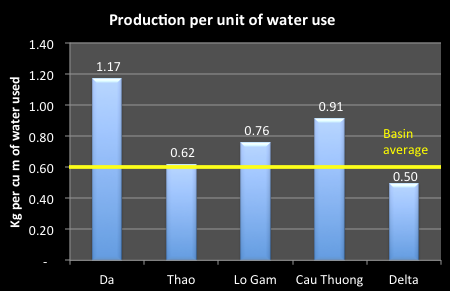 Production per unit of water use
Kg per cu m of water used
1.40
1.20
1.00
0.80
0.60
0.40
0.20
-
1.17
0.62
0.76
0.91
0.50
Basin
average
Da
Thao
Lo Gam
Cau Thuong
Delta